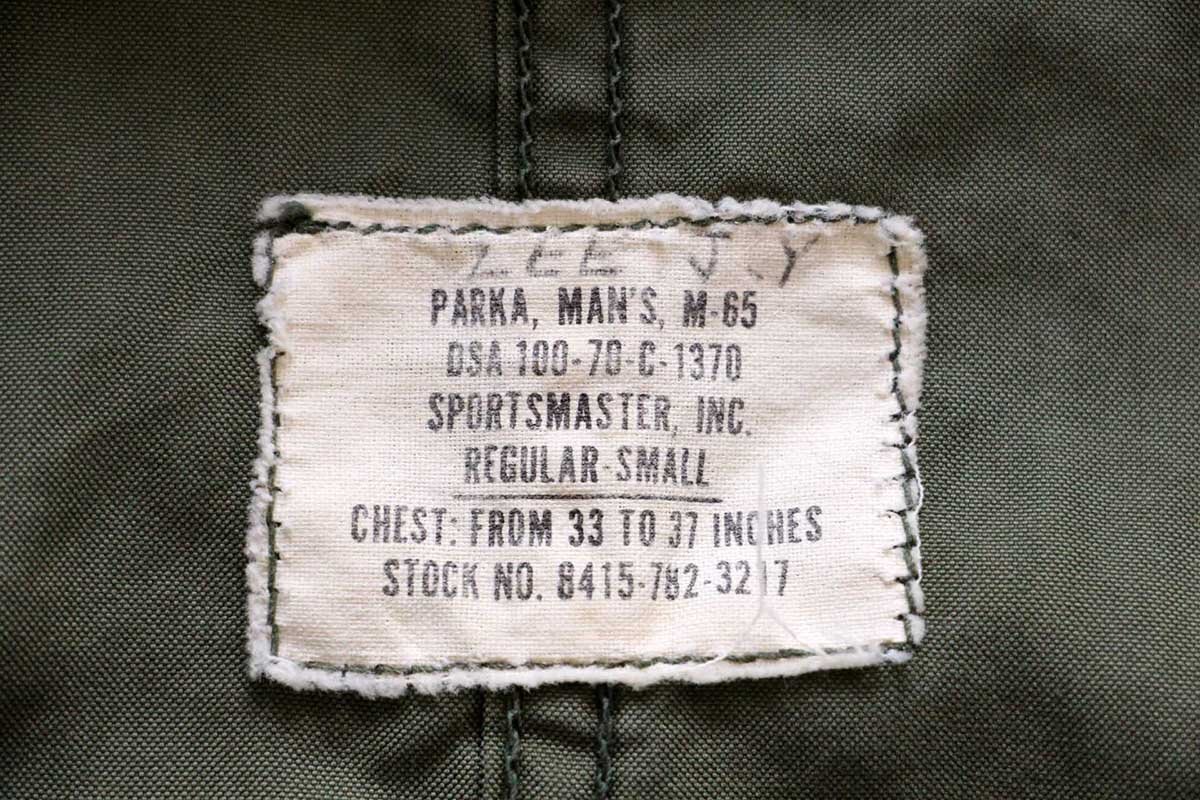 LEE J.Y
PARKA, MAN'S, M-65
DSA 100-70-C-1370
SPORTSMASTER, INC.
REGULAR-SMALL
CHEST: FROM 33 TO 37 INCHES
STOCK NO. 8415-782-3217